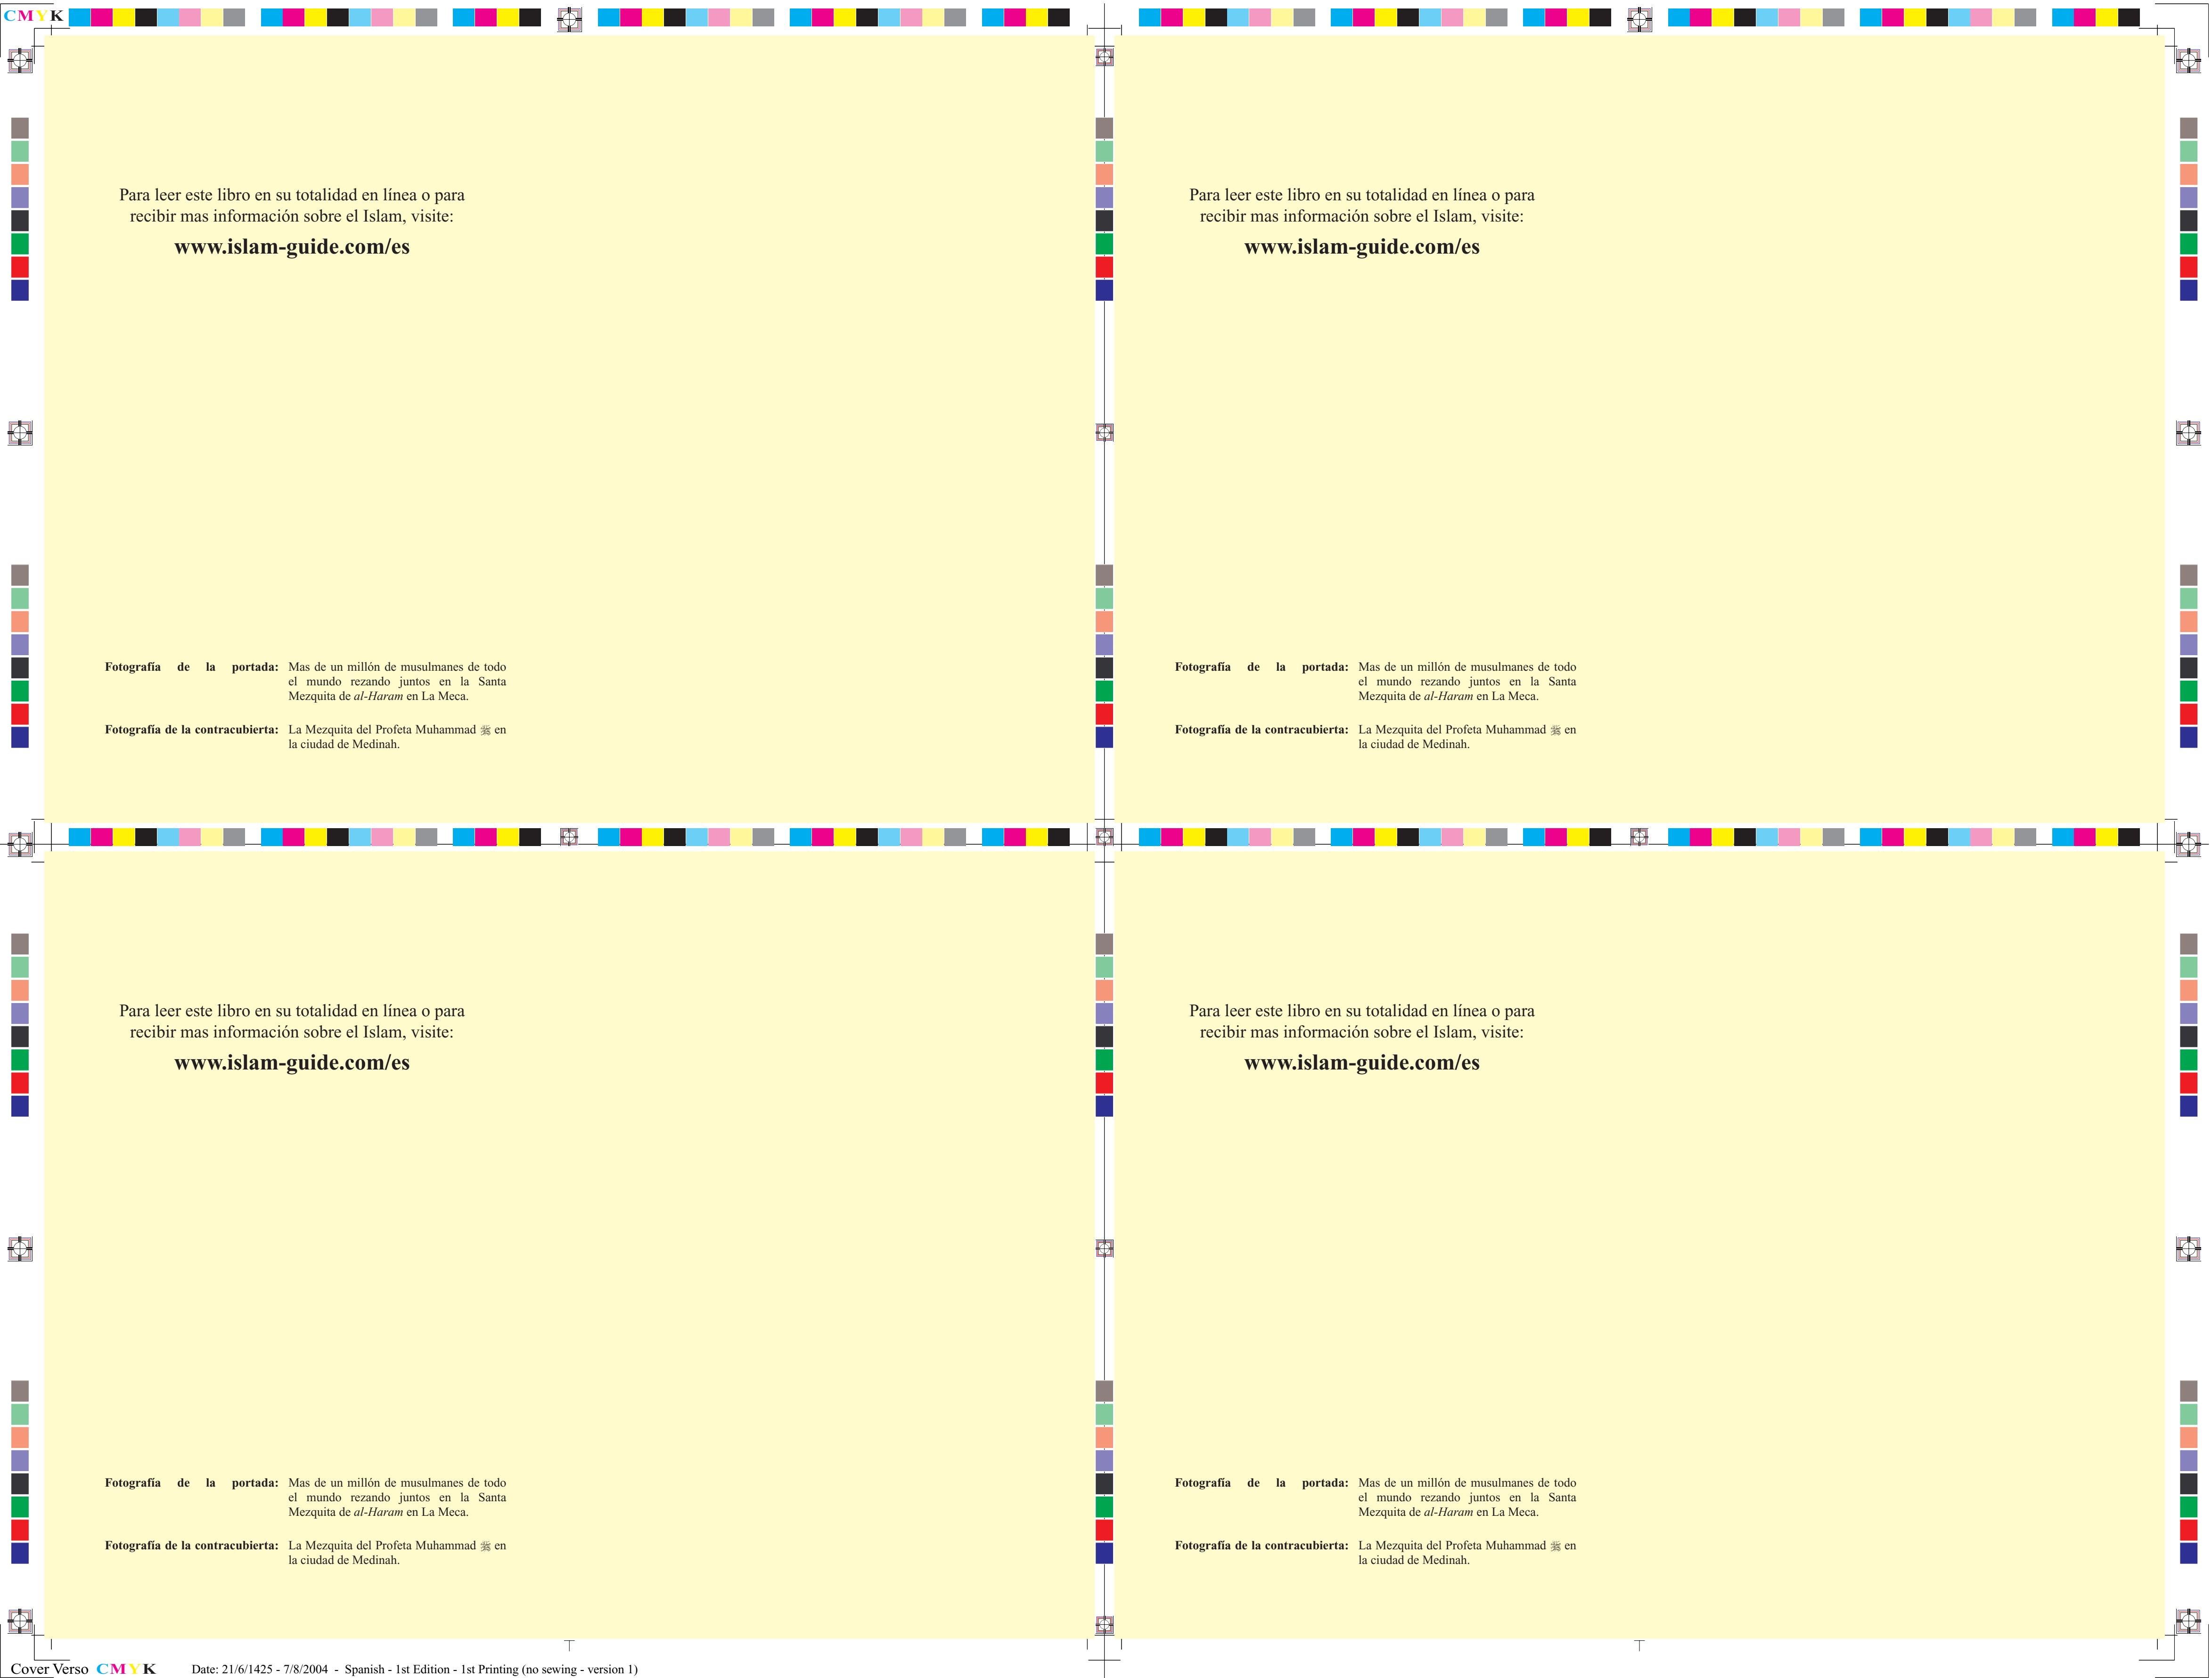 CMYK
Para leer este libro en su totalidad en línea o para
recibir mas información sobre el Islam, visite:
www.islam-guide.com/es
Fotografía de la portada: Mas de un millón de musulmanes de todo
el mundo rezando juntos en la Santa
Mezquita de al-Haram en La Meca.
Fotografía de la contracubierta: La Mezquita del Profeta Muhammad ﷺ en
la ciudad de Medinah.
Para leer este libro en su totalidad en línea o para
recibir mas información sobre el Islam, visite:
www.islam-guide.com/es
Fotografía de la portada: Mas de un millón de musulmanes de todo
el mundo rezando juntos en la Santa
Mezquita de al-Haram en La Meca.
Fotografía de la contracubierta: La Mezquita del Profeta Muhammad ﷺ en
la ciudad de Medinah.
Para leer este libro en su totalidad en línea o para
recibir mas información sobre el Islam, visite:
www.islam-guide.com/es
Fotografía de la portada: Mas de un millón de musulmanes de todo
el mundo rezando juntos en la Santa
Mezquita de al-Haram en La Meca.
Fotografía de la contracubierta: La Mezquita del Profeta Muhammad ﷺ en
la ciudad de Medinah.
Para leer este libro en su totalidad en línea o para
recibir mas información sobre el Islam, visite:
www.islam-guide.com/es
Fotografía de la portada: Mas de un millón de musulmanes de todo
el mundo rezando juntos en la Santa
Mezquita de al-Haram en La Meca.
Fotografía de la contracubierta: La Mezquita del Profeta Muhammad ﷺ en
la ciudad de Medinah.
Cover Verso CMYK Date: 21/6/1425 - 7/8/2004 - Spanish - 1st Edition - 1st Printing (no sewing - version 1)